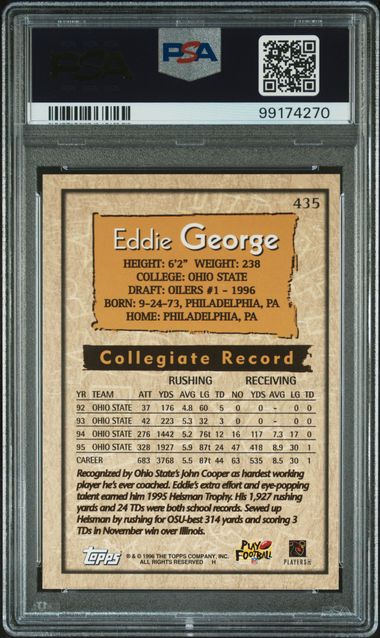 PSA
PSA
99174270
435
Eddie George
HEIGHT: 6'2" WEIGHT: 238
COLLEGE: OHIO STATE
DRAFT: OILERS #1 - 1996
BORN: 9-24-73, PHILADELPHIA, PA
HOME: PHILADELPHIA, PA
Collegiate Record
RUSHING RECEIVING
YR TEAM ATT YDS AVG LG TD NO YDS AVG LG TD
92 OHIO STATE 37 176 4.8 60 5 0 0 - 0 0
93 OHIO STATE 42 223 5.3 32 3 0 0 - 0 0
94 OHIO STATE 276 1442 5.2 76t 12 16 117 7.3 17 0
95 OHIO STATE 328 1927 5.9 87t 24 47 418 8.9 30 1
CAREER 683 3768 5.5 87t 44 63 535 8.5 30 1
Recognized by Ohio State's John Cooper as hardest working
player he's ever coached. Eddie's extra effort and eye-popping
talent earned him 1995 Heisman Trophy. His 1,927 rushing
yards and 24 TDs were both school records. Sewed up
Heisman by rushing for OSU-best 314 yards and scoring 3
TDs in November win over Illinois.
Topps
® & © 1996 THE TOPPS COMPANY, INC.
ALL RIGHTS RESERVED H
PLAY FOOTBALL
PLAYERS INC